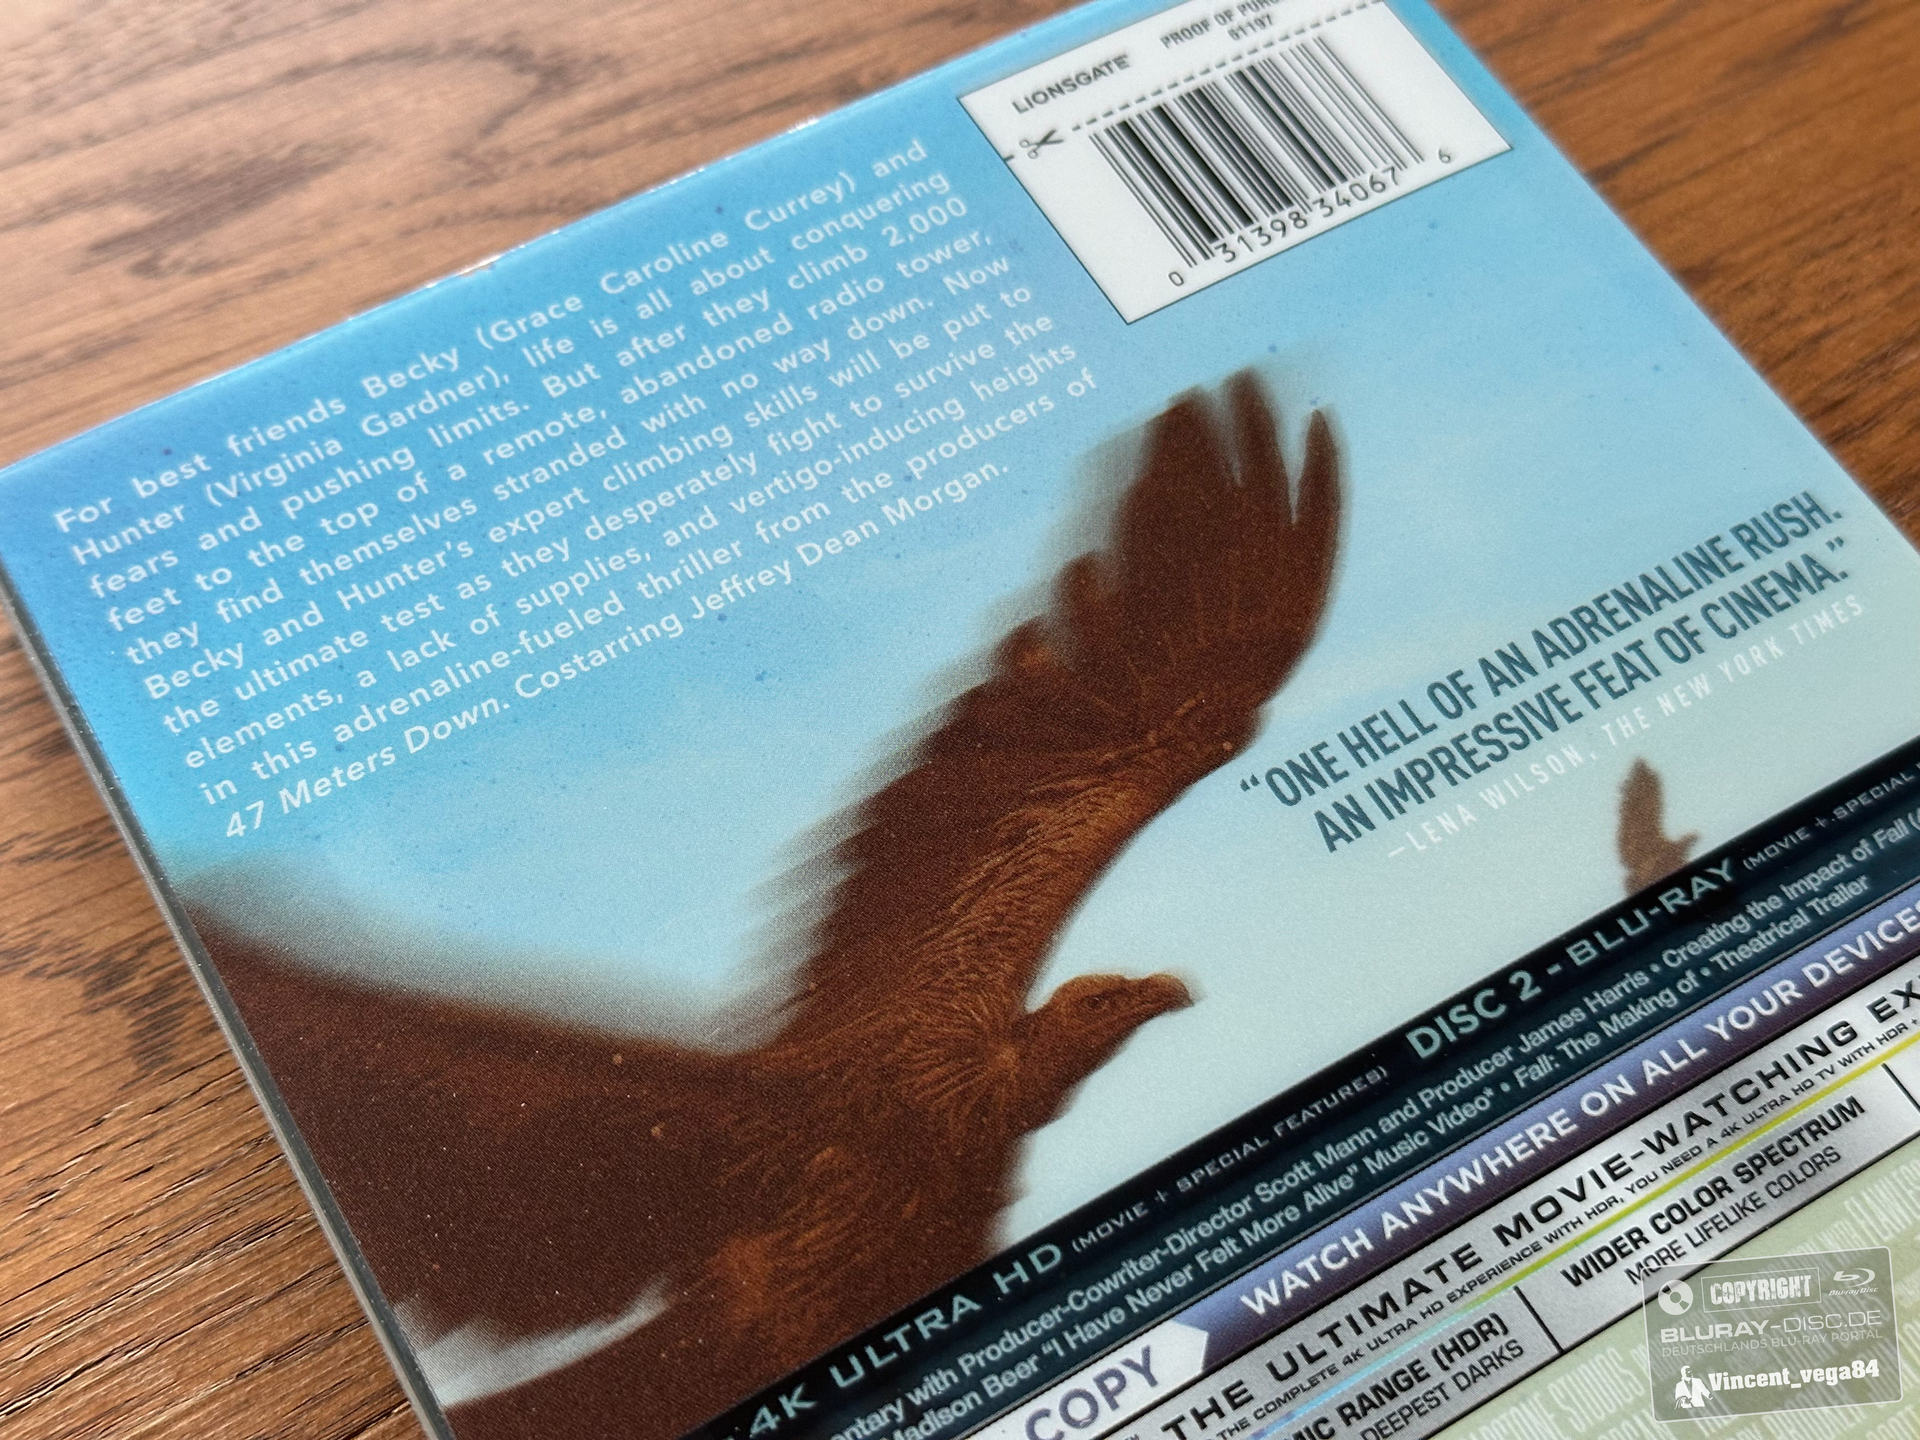 LIONSGATE
PROOF OF
61197
0 31398 34067 6
For best friends Becky (Grace Caroline Currey) and
Hunter (Virginia Gardner), life is all about conquering
fears and pushing limits. But after they climb 2,000
feet to the top of a remote, abandoned radio tower,
they find themselves stranded with no way down. Now
Becky and Hunter's expert climbing skills will be put to
the ultimate test as they desperately fight to survive the
elements, a lack of supplies, and vertigo-inducing heights
in this adrenaline-fueled thriller from the producers of
47 Meters Down. Costarring Jeffrey Dean Morgan.
"ONE HELL OF AN ADRENALINE RUSH.
AN IMPRESSIVE FEAT OF CINEMA."
—LENA WILSON, THE NEW YORK TIMES
4K ULTRA HD (MOVIE + SPECIAL FEATURES) DISC 2 - BLU-RAY (MOVIE + SPECIAL
with Producer-Cowriter-Director Scott Mann and Producer James Harris • Creating the Impact of Fall
Madison Beer "I Have Never Felt More Alive" Music Video* • Fall: The Making of • Theatrical Trailer
COPY WATCH ANYWHERE ON ALL YOUR DEVICES
THE ULTIMATE MOVIE-WATCHING
THE COMPLETE 4K ULTRA HD EXPERIENCE WITH HDR, YOU NEED A 4K ULTRA HD TV WITH HDR
RANGE (HDR)
DEEPEST DARKS
WIDER COLOR SPECTRUM
MORE LIFELIKE COLORS
COPYRIGHT
Blu-ray Disc
BLURAY-DISC.DE
DEUTSCHLANDS BLU-RAY PORTAL
Vincent_vega84